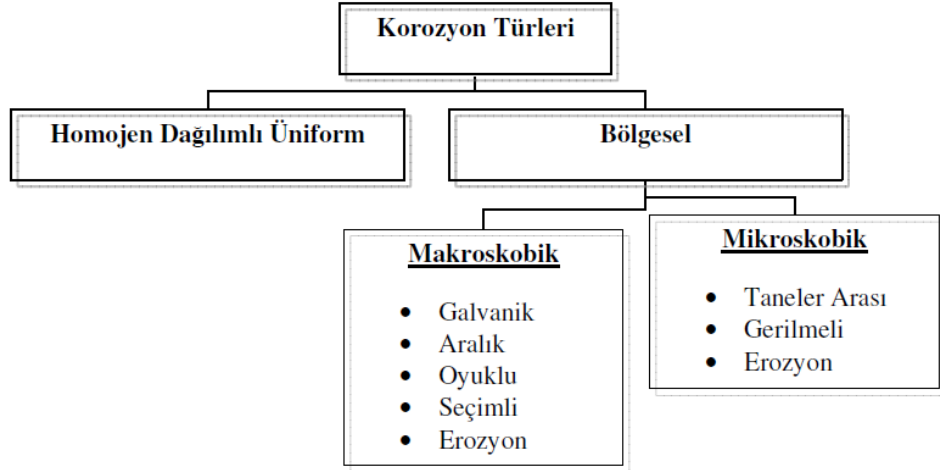 Korozyon Türleri
Homojen Dağılımlı Üniform
Bölgesel
Makroskobik
• Galvanik
• Aralık
• Oyuklu
• Seçimli
• Erozyon
Mikroskobik
• Taneler Arası
• Gerilmeli
• Erozyon